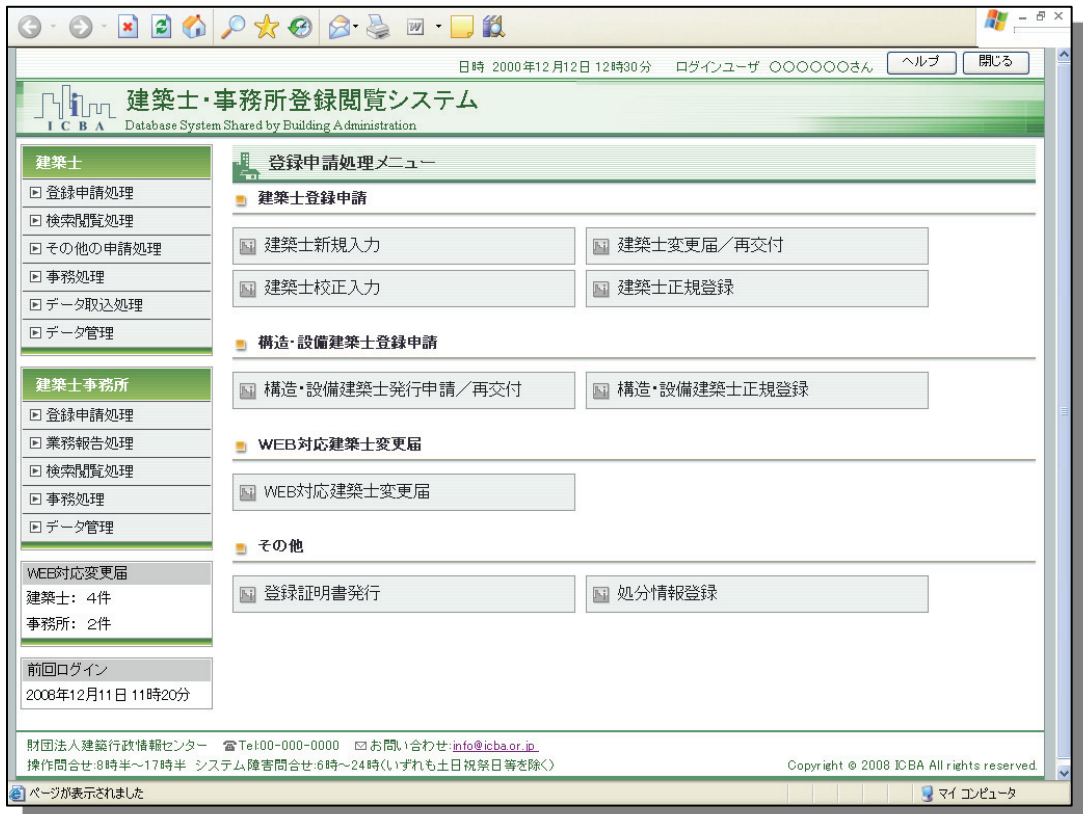 日時 2000年12月12日 12時30分 ログインユーザ 〇〇〇〇〇〇さん ヘルプ 閉じる
ICBA
建築士・事務所登録閲覧システム
Database System Shared by Building Administration
建築士
登録申請処理
検索閲覧処理
その他の申請処理
事務処理
データ取込処理
データ管理
建築士事務所
登録申請処理
業務報告処理
検索閲覧処理
事務処理
データ管理
WEB対応変更届
建築士: 4件
事務所: 2件
前回ログイン
2008年12月11日 11時20分
登録申請処理メニュー
建築士登録申請
建築士新規入力 建築士変更届/再交付
建築士校正入力 建築士正規登録
構造・設備建築士登録申請
構造・設備建築士発行申請/再交付 構造・設備建築士正規登録
WEB対応建築士変更届
WEB対応建築士変更届
その他
登録証明書発行 処分情報登録
財団法人建築行政情報センター ☎Tel:00-000-0000 ✉お問い合わせ:info@icba.or.jp
操作問合せ:8時半~17時半 システム障害問合せ:6時~24時(いずれも土日祝祭日等を除く)
Copyright © 2008 ICBA All rights reserved.
ページが表示されました マイ コンピュータ